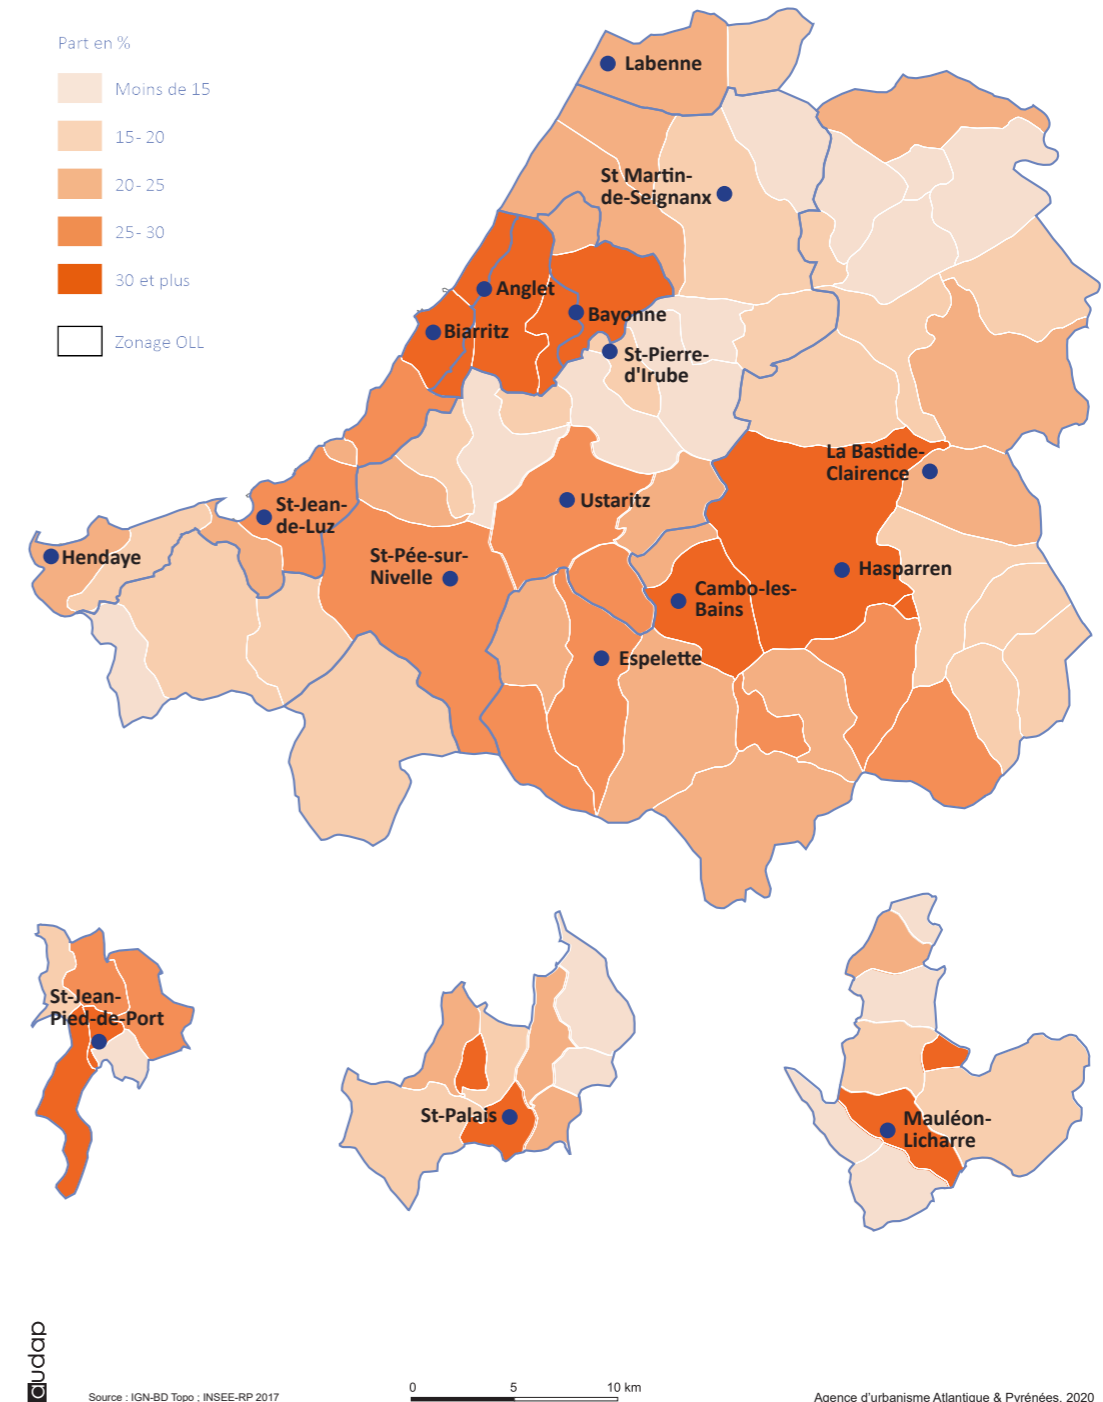 Part en %
Moins de 15
15- 20
20- 25
25- 30
30 et plus
Zonage OLL
Labenne
St Martin-
de-Seignanx
Anglet
Bayonne
Biarritz
St-Pierre-
d'Irube
La Bastide-
Clairence
Ustaritz
St-Jean-
de-Luz
Hendaye
St-Pée-sur-
Nivelle
Hasparren
Cambo-les-
Bains
Espelette
St-Jean-
Pied-de-Port
St-Palais
Mauléon-
Licharre
audap
Source : IGN-BD Topo ; INSEE-RP 2017
0 5 10 km
Agence d'urbanisme Atlantique & Pyrénées, 2020